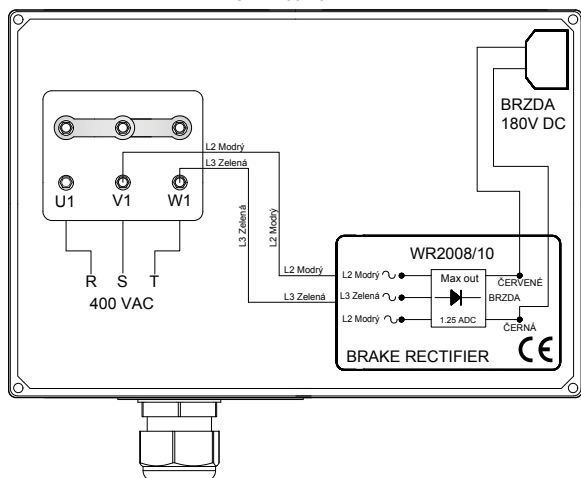 BRZDA
180V DC
U1
V1
W1
L2 Modrý
L3 Zelená
L3 Zelená
L2 Modrý
R S T
400 VAC
L2 Modrý
L3 Zelená
WR2008/10
L2 Modrý
L3 Zelená
L2 Modrý
Max out
1.25 ADC
ČERVENÉ
BRZDA
ČERNÁ
BRAKE RECTIFIER
CE